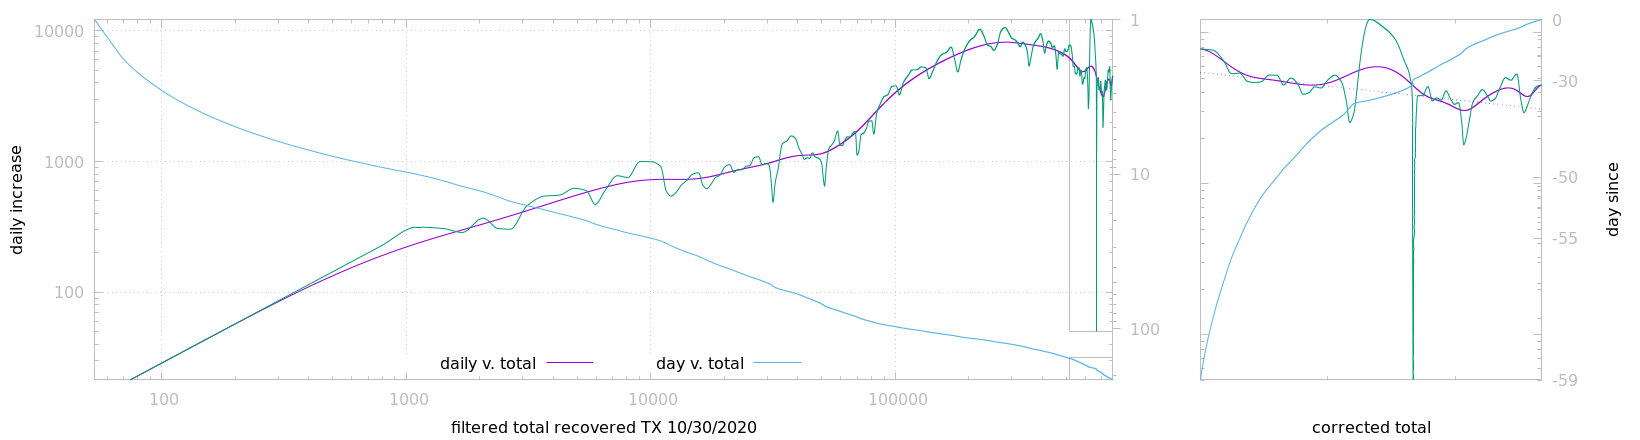 10000
1000
100
daily increase
100
1000
10000
100000
1
10
100
daily v. total
day v. total
filtered total recovered TX 10/30/2020
0
-30
-50
-55
-59
day since
corrected total